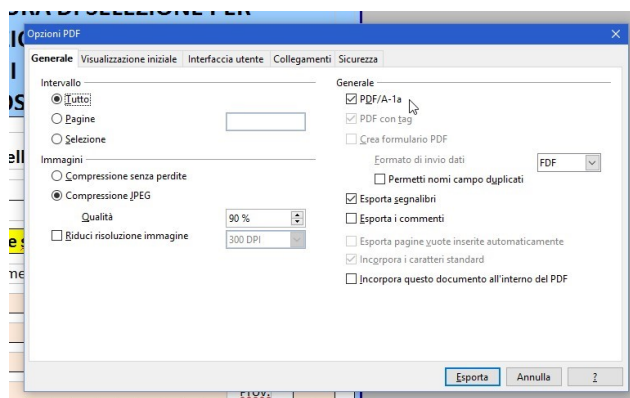 Opzioni PDF
Generale Visualizzazione iniziale Interfaccia utente Collegamenti Sicurezza
Intervallo
Tutto
Pagine
Selezione
Immagini
Compressione senza perdite
Compressione JPEG
Qualità 90 %
Riduci risoluzione immagine 300 DPI
Generale
PDF/A-1a
PDF con tag
Crea formulario PDF
Formato di invio dati FDF
Permetti nomi campo duplicati
Esporta segnalibri
Esporta i commenti
Esporta pagine vuote inserite automaticamente
Incorpora i caratteri standard
Incorpora questo documento all'interno del PDF
Esporta Annulla ?